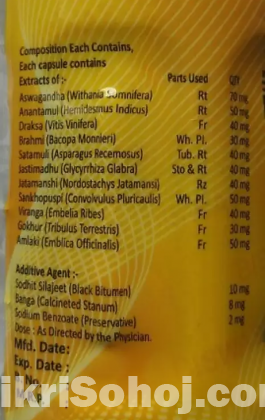 Composition Each Contains,
Each capsule contains
Extracts of :- Parts Used QTY
Aswagandha (Withania Somnifera) Rt 70 mg
Anantamul (Hemidesmus Indicus) Rt 50 mg
Draksa (Vitis Vinifera) Fr 40 mg
Brahmi (Bacopa Monnieri) Wh. Pl. 30 mg
Satamuli (Asparagus Recemosus) Tub. Rt 40 mg
Jastimadhu (Glycyrrhiza Glabra) Sto & Rt 40 mg
Jatamanshi (Nordostachys Jatamansi) Rz 40 mg
Sankhopuspi (Convolvulus Pluricaulis) Wh. Pl. 50 mg
Viranga (Embelia Ribes) Fr 40 mg
Gokhur (Tribulus Terrestris) Fr 30 mg
Amlaki (Emblica Officinalis) Fr 50 mg
Additive Agent :-
Sodhit Silajeet (Black Bitumen) 10 mg
Banga (Calcineted Stanum) 8 mg
Sodium Benzoate (Preservative) 2 mg
Dose : As Directed by the Physician.
Mfd. Date:
Exp. Date :
ikriSohoj.com